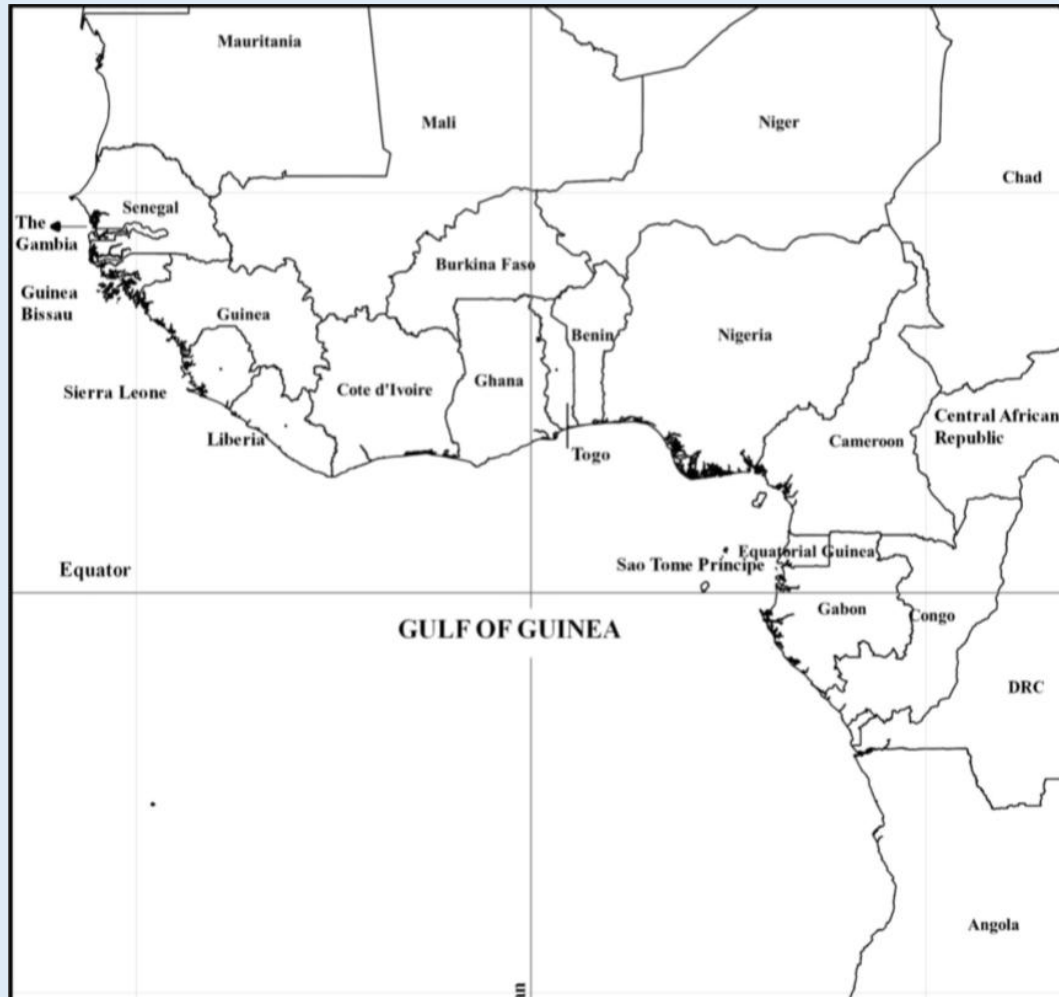 Mauritania
Mali
Niger
Chad
Senegal
The
Gambia
Burkina Faso
Guinea
Bissau
Guinea
Benin
Nigeria
Ghana
Cote d'Ivoire
Sierra Leone
Central African
Republic
Liberia
Cameroon
Togo
Equatorial Guinea
Sao Tome Príncipe
Equator
Gabon
Congo
GULF OF GUINEA
DRC
Angola